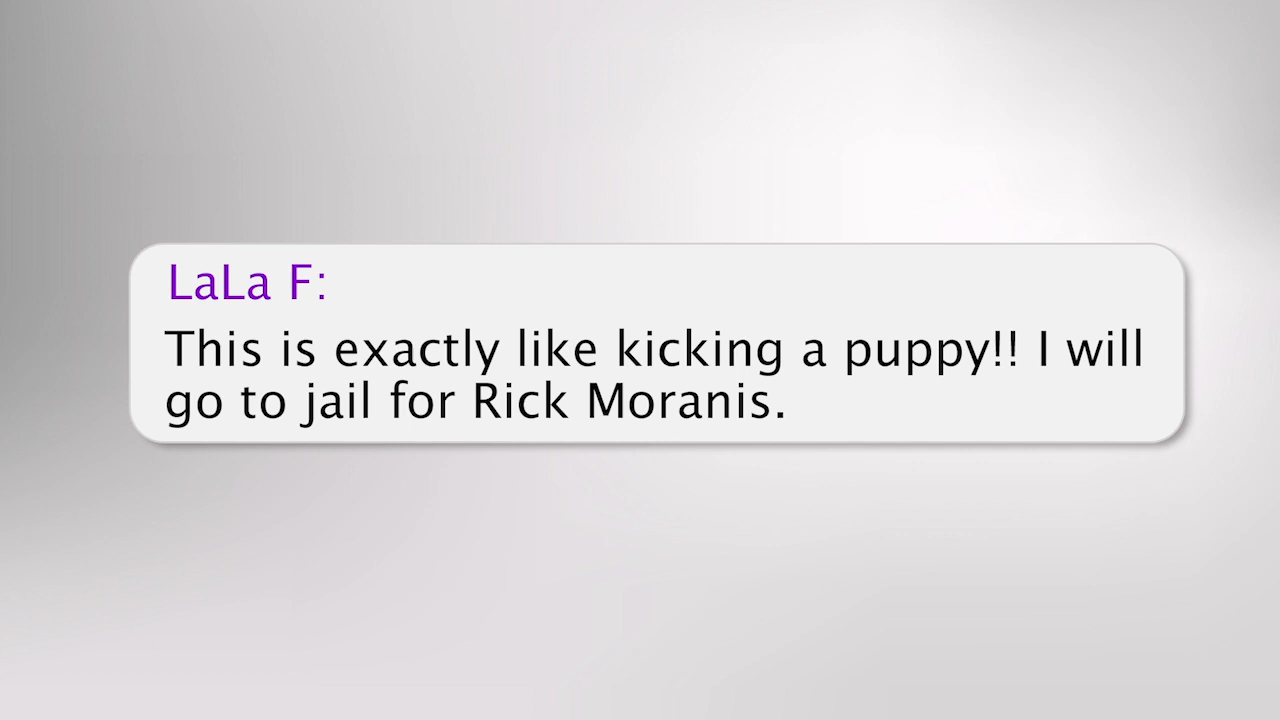 LaLa F:
This is exactly like kicking a puppy!! I will
go to jail for Rick Moranis.